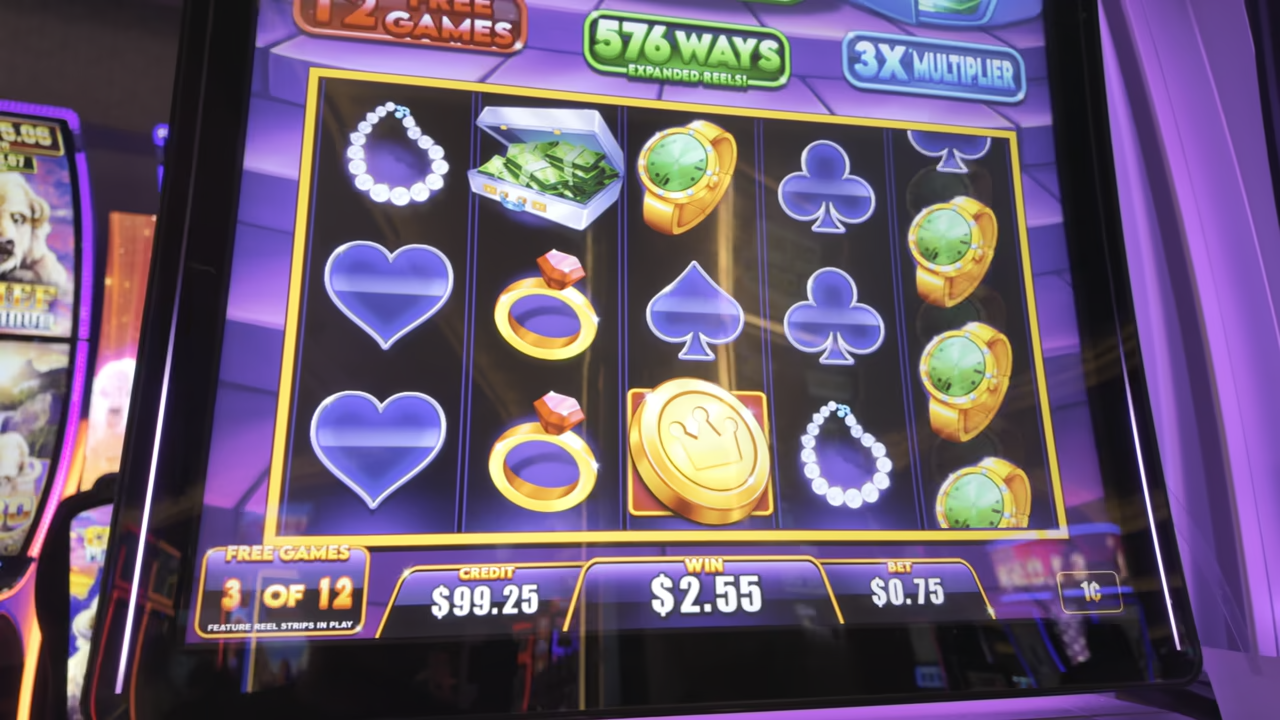 12 FREE
GAMES
576 WAYS
EXPANDED REELS!
3X MULTIPLIER
FREE GAMES
3 OF 12
FEATURE REEL STRIPS IN PLAY
CREDIT
$99.25
WIN
$2.55
BET
$0.75
1¢